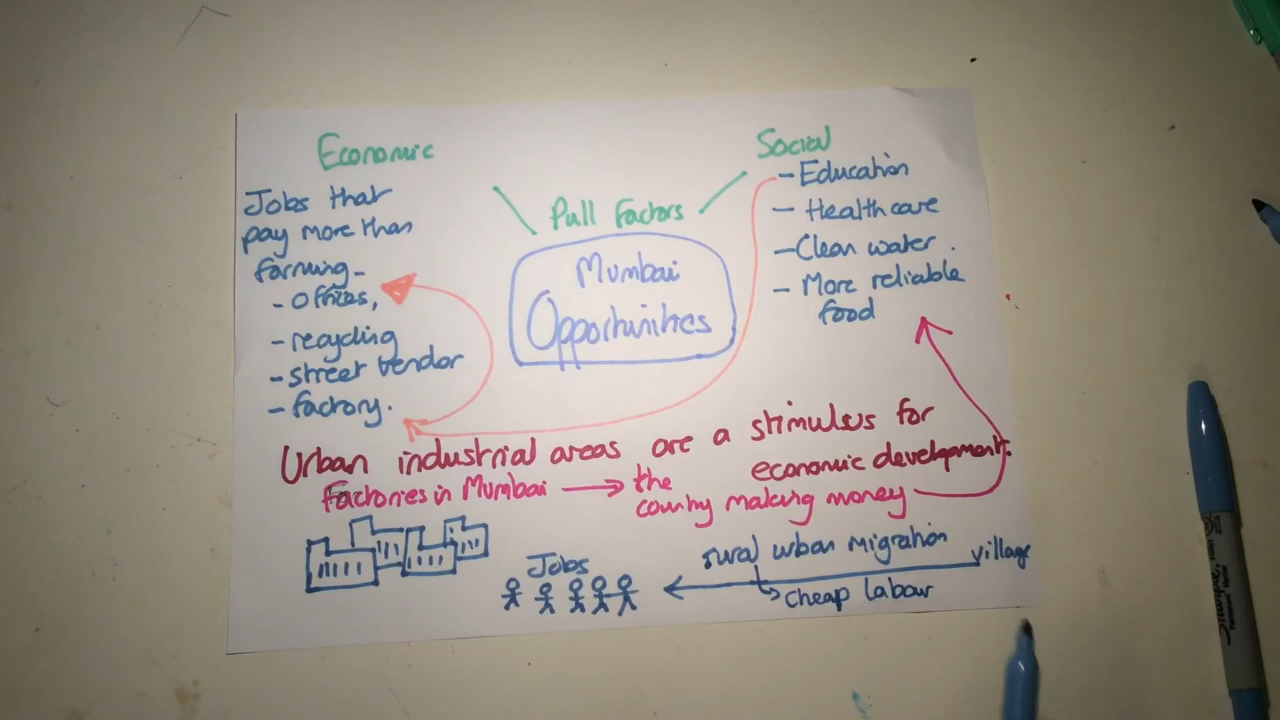 Economic
Jobs that
pay more than
farming-
- offices,
- recycling
- street vendor
- factory.
Pull Factors
Mumbai
Opportunities
Social
- Education
- Healthcare
- Clean water.
- More reliable
food
Urban industrial areas are a stimulus for
economic development.
Factories in Mumbai → the
country making money
Jobs
rural urban migration
village
cheap labour
Sharpie